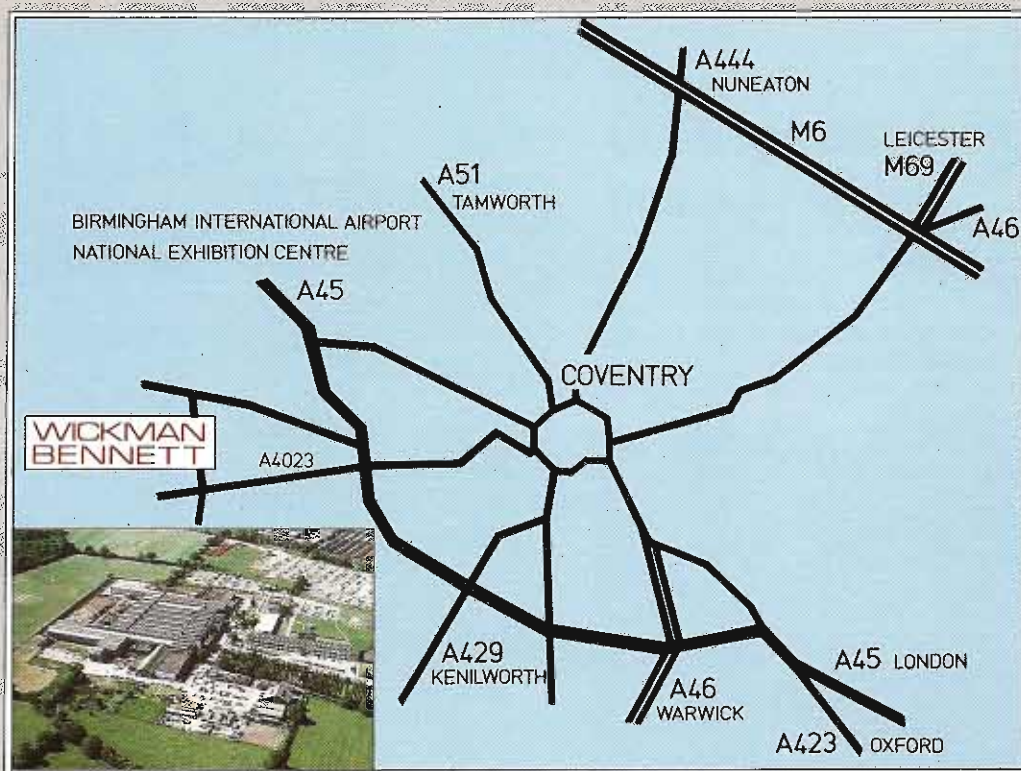 A444
NUNEATON
M6
LEICESTER
M69
A46
A51
TAMWORTH
BIRMINGHAM INTERNATIONAL AIRPORT
NATIONAL EXHIBITION CENTRE
A45
COVENTRY
WICKMAN
BENNETT
A4023
A429
KENILWORTH
A46
WARWICK
A45 LONDON
A423 OXFORD